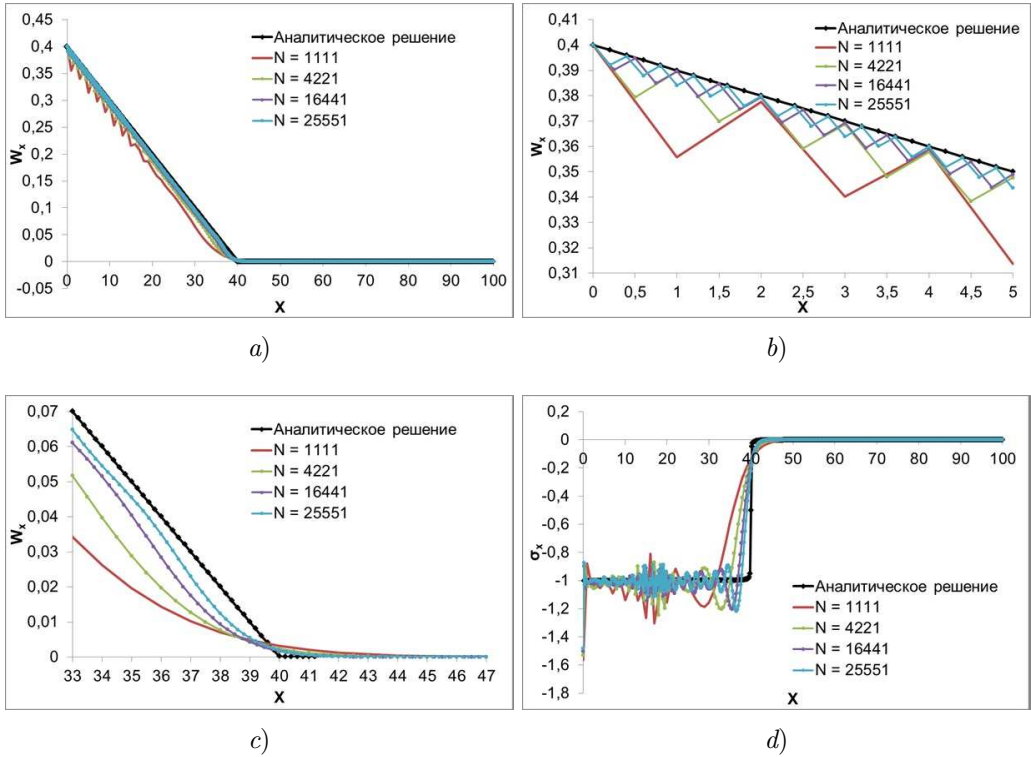 0,45
0,4
0,35
0,3
0,25
0,2
0,15
0,1
0,05
0
-0,05
Wx
0 10 20 30 40 50 60 70 80 90 100
X
Аналитическое решение
N = 1111
N = 4221
N = 16441
N = 25551
a)
0,41
0,4
0,39
0,38
0,37
0,36
0,35
0,34
0,33
0,32
0,31
Wx
0 0,5 1 1,5 2 2,5 3 3,5 4 4,5 5
X
Аналитическое решение
N = 1111
N = 4221
N = 16441
N = 25551
b)
0,07
0,06
0,05
0,04
0,03
0,02
0,01
0
Wx
33 34 35 36 37 38 39 40 41 42 43 44 45 46 47
X
Аналитическое решение
N = 1111
N = 4221
N = 16441
N = 25551
c)
0,2
0
-0,2
-0,4
-0,6
-0,8
-1
-1,2
-1,4
-1,6
-1,8
σx
0 10 20 30 40 50 60 70 80 90 100
X
Аналитическое решение
N = 1111
N = 4221
N = 16441
N = 25551
d)